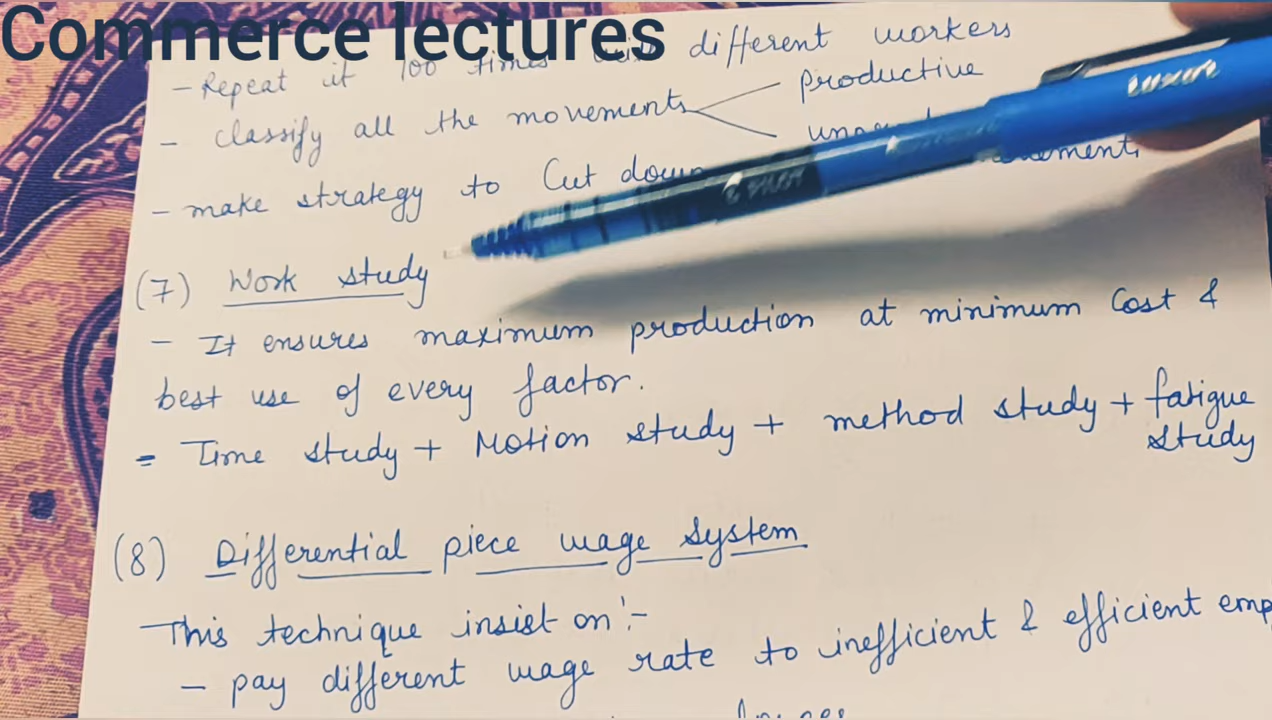 Commerce lectures
- Repeat it 100 times with different workers
- Classify all the movements
productive
- make strategy to Cut down
(7) Work study
- It ensures maximum production at minimum Cost &
best use of every factor.
= Time study + Motion study + method study + fatigue
study
(8) Differential piece wage system
This technique insist on :-
- pay different wage rate to inefficient & efficient emp
LUXOR